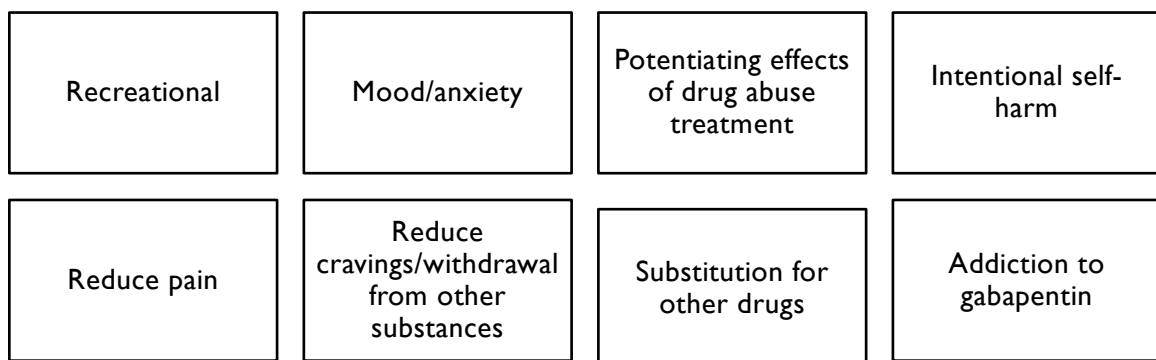 Recreational
Mood/anxiety
Potentiating effects
of drug abuse
treatment
Intentional self-
harm
Reduce pain
Reduce
cravings/withdrawal
from other
substances
Substitution for
other drugs
Addiction to
gabapentin